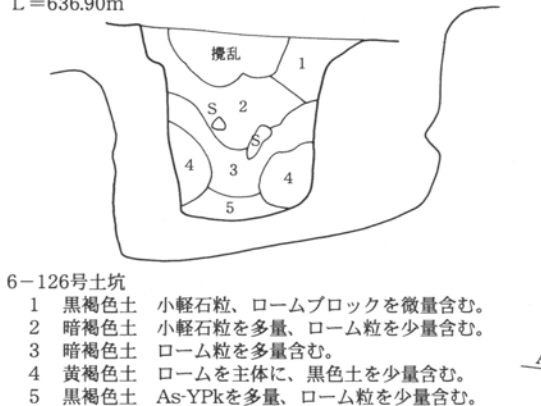 L=636.90m
攪乱
1
S
2
S
4
3
4
5
6-126号土坑
1 黒褐色土 小軽石粒、ロームブロックを微量含む。
2 暗褐色土 小軽石粒を多量、ローム粒を少量含む。
3 暗褐色土 ローム粒を多量含む。
4 黄褐色土 ロームを主体に、黒色土を少量含む。
5 黒褐色土 As-YPkを多量、ローム粒を少量含む。